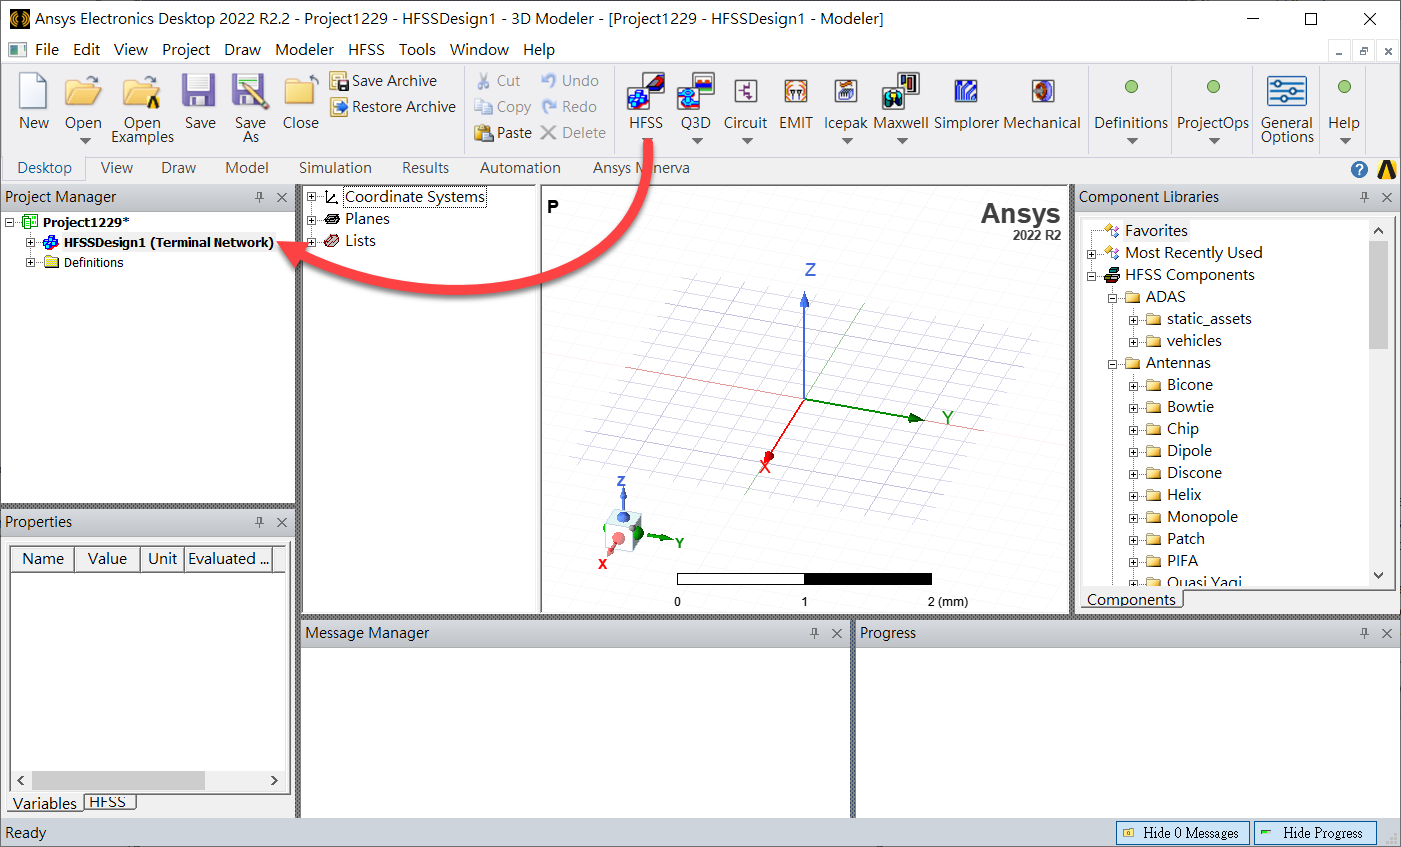 Ansys Electronics Desktop 2022 R2.2 - Project1229 - HFSSDesign1 - 3D Modeler - [Project1229 - HFSSDesign1 - Modeler]
File Edit View Project Draw Modeler HFSS Tools Window Help
New
Open
Open Examples
Save
Save As
Close
Save Archive
Restore Archive
Cut
Copy
Paste
Undo
Redo
Delete
HFSS
Q3D
Circuit
EMIT
Icepak
Maxwell
Simplorer
Mechanical
Definitions
ProjectOps
General Options
Help
Desktop View Draw Model Simulation Results Automation Ansys Minerva
Project Manager
Project1229*
HFSSDesign1 (Terminal Network)
Definitions
Coordinate Systems
Planes
Lists
P
Ansys
2022 R2
Z
Y
X
Z
Y
X
0 1 2 (mm)
Component Libraries
Favorites
Most Recently Used
HFSS Components
ADAS
static_assets
vehicles
Antennas
Bicone
Bowtie
Chip
Dipole
Discone
Helix
Monopole
Patch
PIFA
Quasi Yagi
Components
Properties
Name Value Unit Evaluated ...
Variables HFSS
Message Manager
Progress
Ready
Hide 0 Messages
Hide Progress